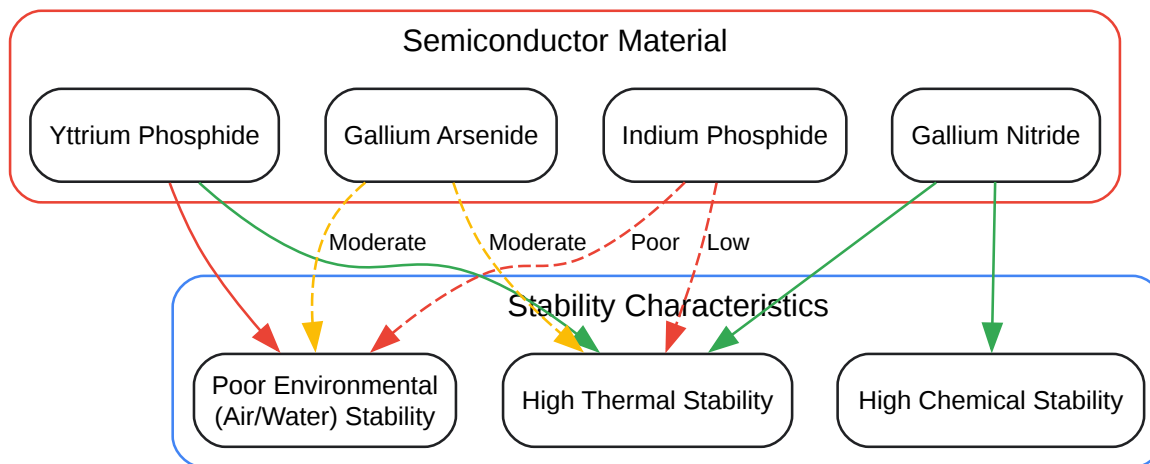 Semiconductor Material
Yttrium Phosphide
Gallium Arsenide
Indium Phosphide
Gallium Nitride
Moderate
Moderate
Poor
Low
Stability Characteristics
Poor Environmental
(Air/Water) Stability
High Thermal Stability
High Chemical Stability